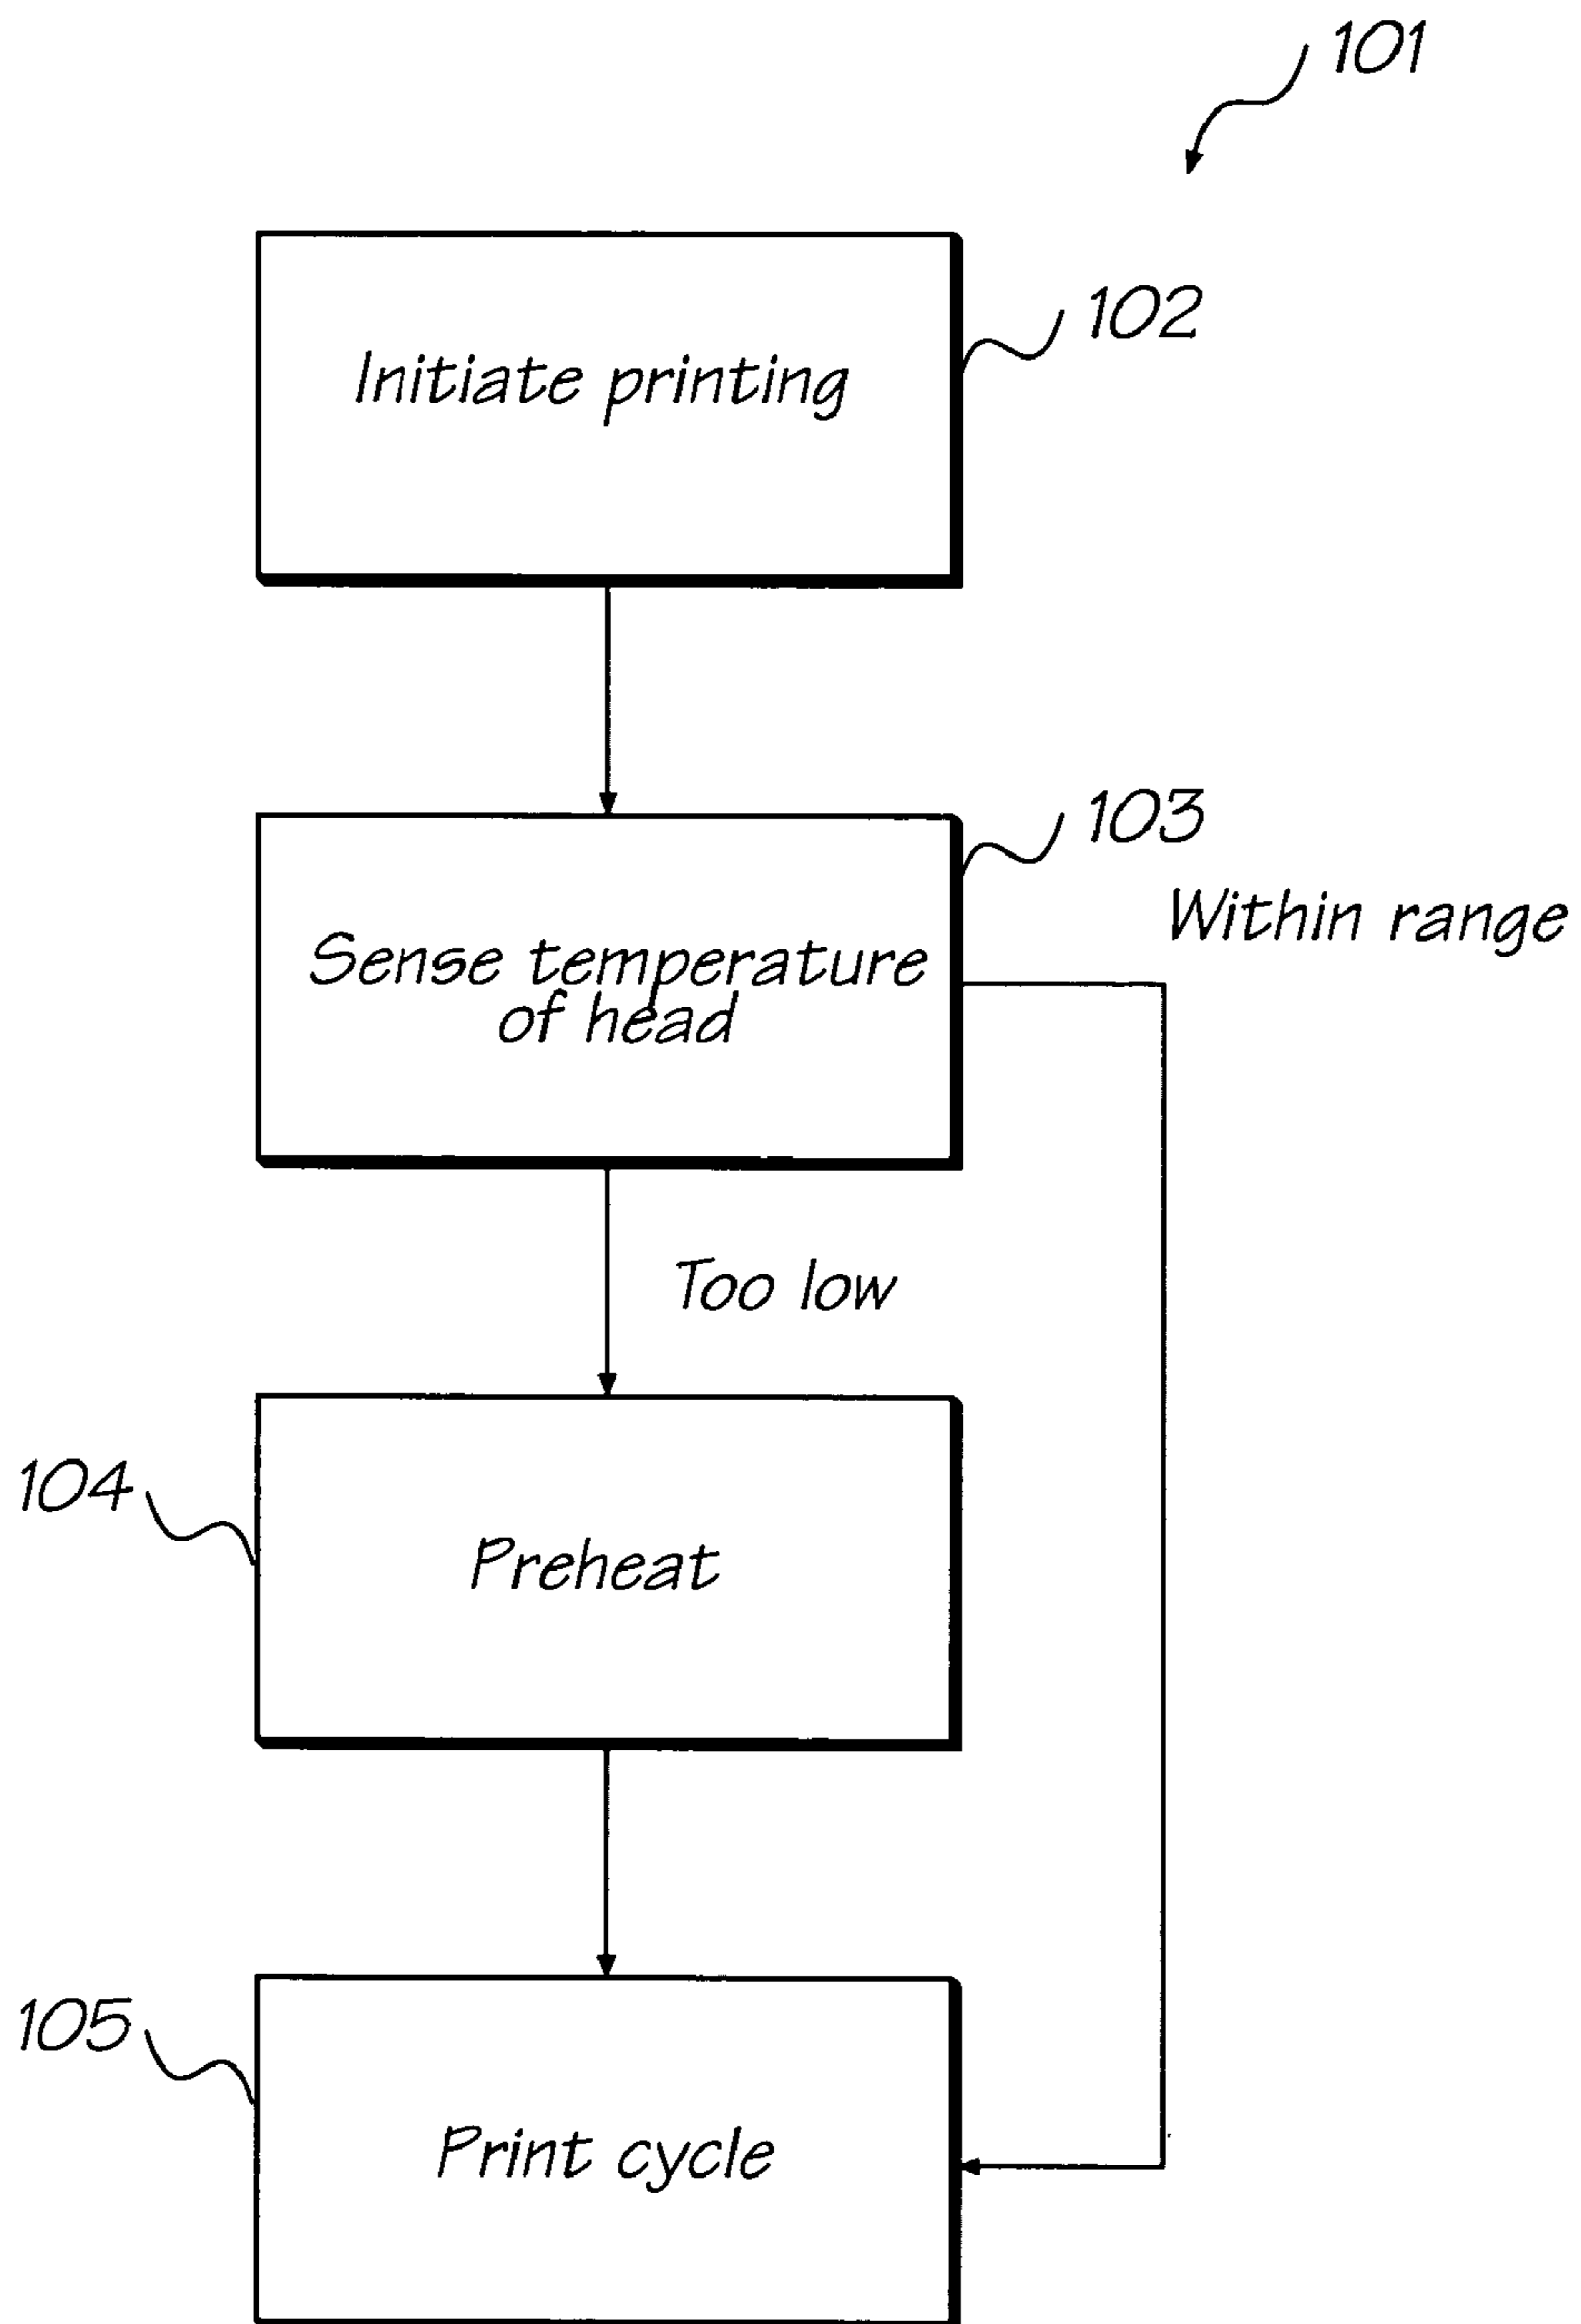 101
102
Initiate printing
103
Within range
Sense temperature
of head
Too low
104
Preheat
105
Print cycle